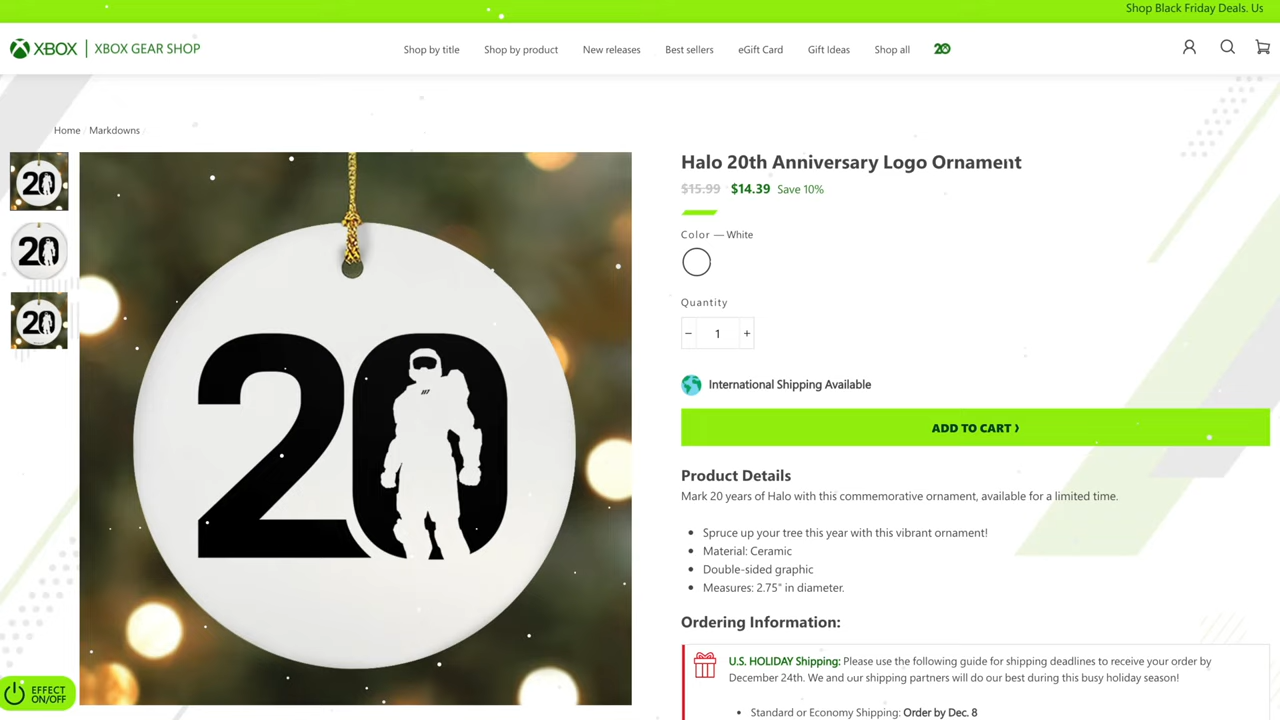 Shop Black Friday Deals. Us
XBOX | XBOX GEAR SHOP
Shop by title
Shop by product
New releases
Best sellers
eGift Card
Gift Ideas
Shop all
20
Home / Markdowns /
20
20
20
20
117
Halo 20th Anniversary Logo Ornament
$15.99 $14.39 Save 10%
Color — White
Quantity
− 1 +
International Shipping Available
ADD TO CART ›
Product Details
Mark 20 years of Halo with this commemorative ornament, available for a limited time.
• Spruce up your tree this year with this vibrant ornament!
• Material: Ceramic
• Double-sided graphic
• Measures: 2.75" in diameter.
Ordering Information:
U.S. HOLIDAY Shipping: Please use the following guide for shipping deadlines to receive your order by
December 24th. We and our shipping partners will do our best during this busy holiday season!
• Standard or Economy Shipping: Order by Dec. 8
EFFECT
ON/OFF